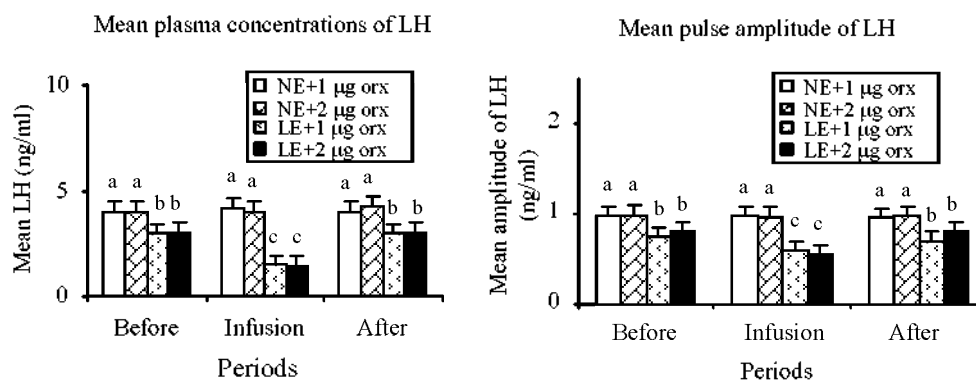 Mean plasma concentrations of LH
10
5
0
Mean LH (ng/ml)
NE+1 μg orx
NE+2 μg orx
LE+1 μg orx
LE+2 μg orx
a a b b
a a c c
a a b b
Before Infusion After
Periods
Mean pulse amplitude of LH
2
1
0
Mean amplitude of LH
(ng/ml)
NE+1 μg orx
NE+2 μg orx
LE+1 μg orx
LE+2 μg orx
a a b b
a a c c
a a b b
Before Infusion After
Periods